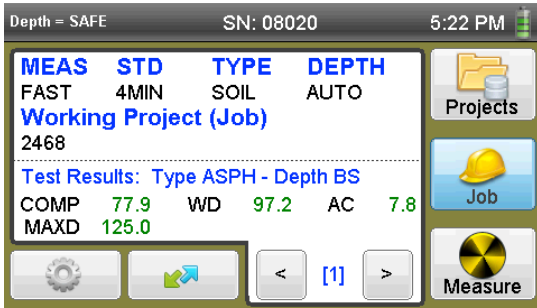 Depth = SAFE SN: 08020 5:22 PM
MEAS STD TYPE DEPTH
FAST 4MIN SOIL AUTO
Working Project (Job)
2468
Test Results: Type ASPH - Depth BS
COMP 77.9 WD 97.2 AC 7.8
MAXD 125.0
Projects
Job
< [1] >
Measure